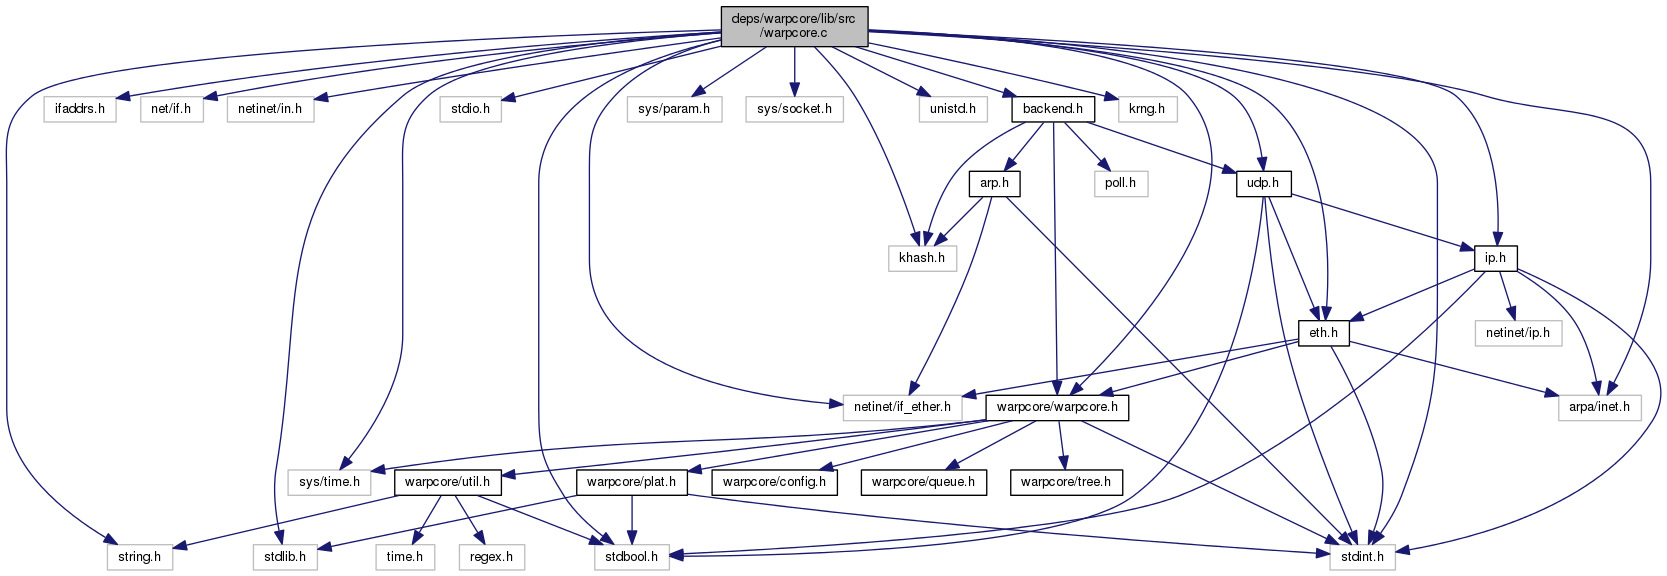 deps/warpcore/lib/src
/warpcore.c
ifaddrs.h
net/if.h
netinet/in.h
stdio.h
sys/param.h
sys/socket.h
unistd.h
backend.h
krng.h
arp.h
poll.h
udp.h
khash.h
ip.h
eth.h
netinet/ip.h
netinet/if_ether.h
warpcore/warpcore.h
arpa/inet.h
sys/time.h
warpcore/util.h
warpcore/plat.h
warpcore/config.h
warpcore/queue.h
warpcore/tree.h
string.h
stdlib.h
time.h
regex.h
stdbool.h
stdint.h